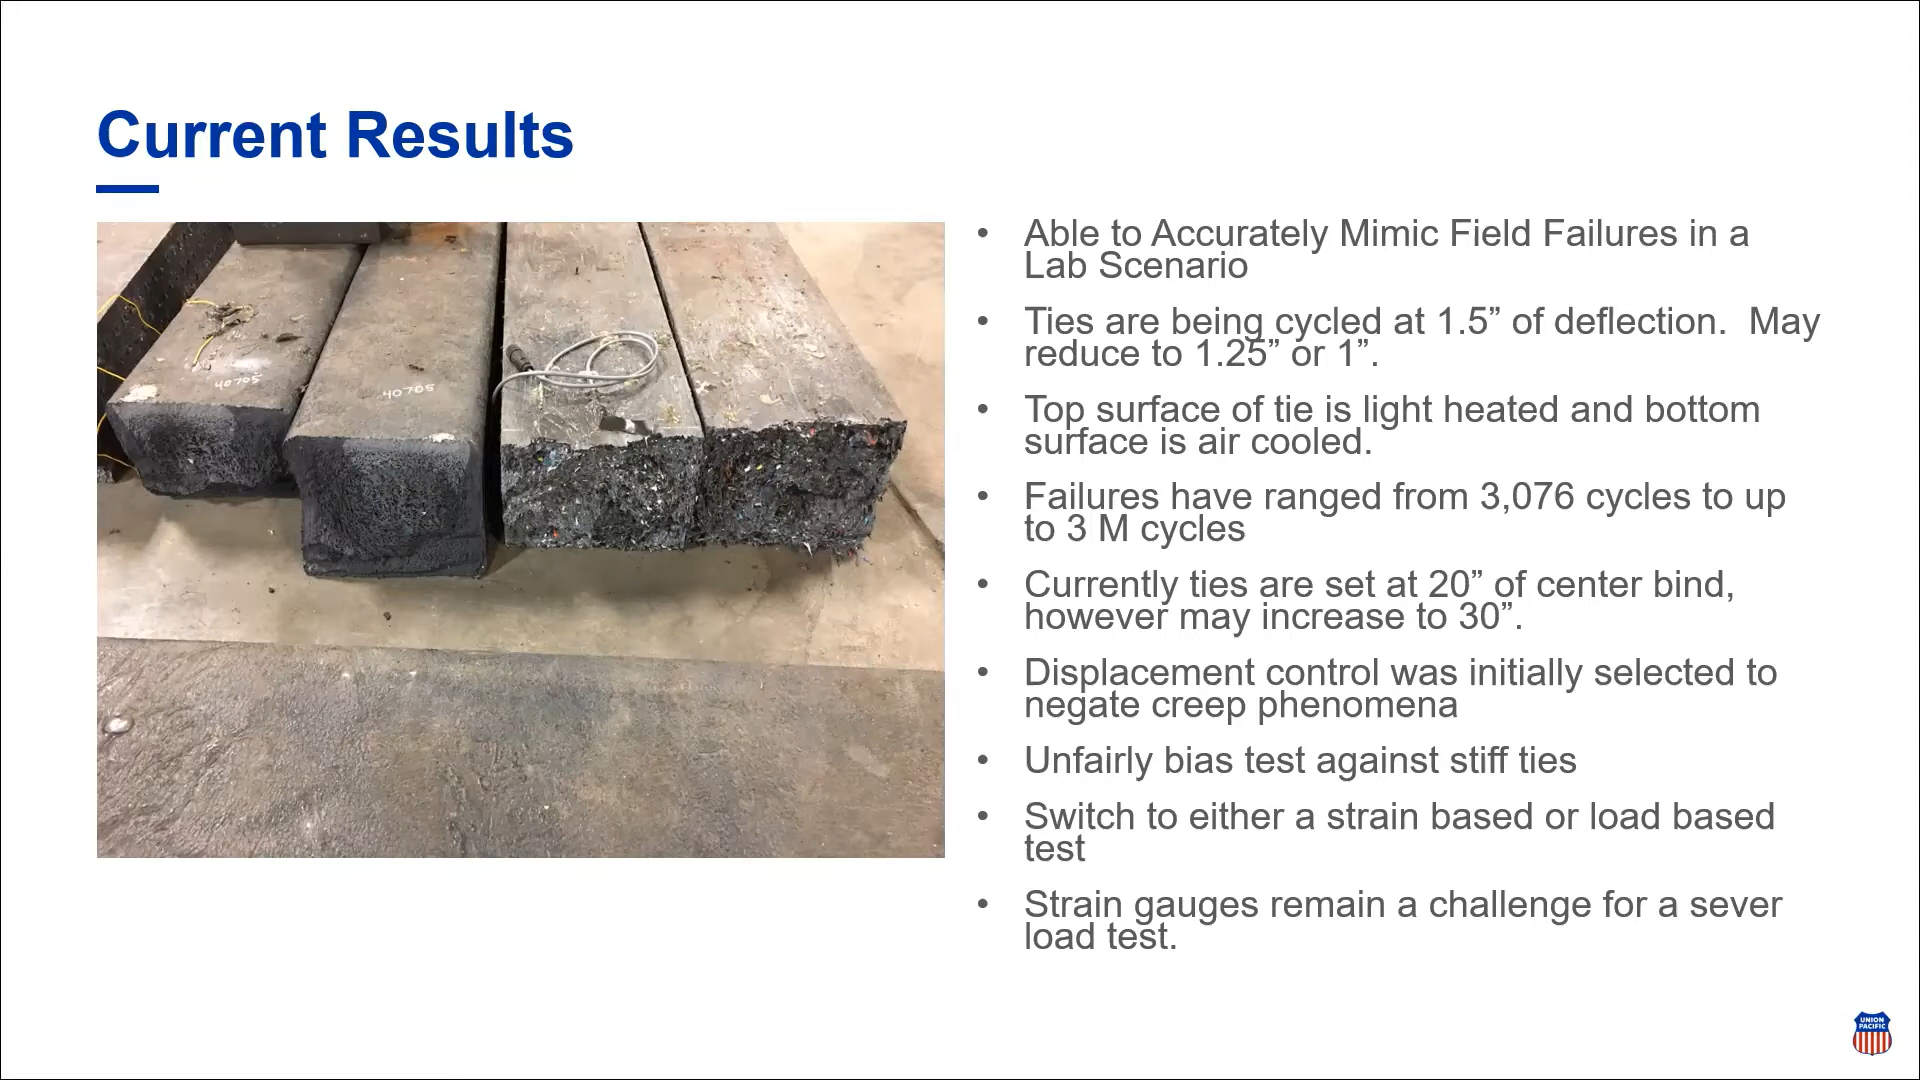 Current Results
40705
40705
• Able to Accurately Mimic Field Failures in a
Lab Scenario
• Ties are being cycled at 1.5” of deflection.  May
reduce to 1.25” or 1”.
• Top surface of tie is light heated and bottom
surface is air cooled.
• Failures have ranged from 3,076 cycles to up
to 3 M cycles
• Currently ties are set at 20” of center bind,
however may increase to 30”.
• Displacement control was initially selected to
negate creep phenomena
• Unfairly bias test against stiff ties
• Switch to either a strain based or load based
test
• Strain gauges remain a challenge for a sever
load test.
UNION
PACIFIC